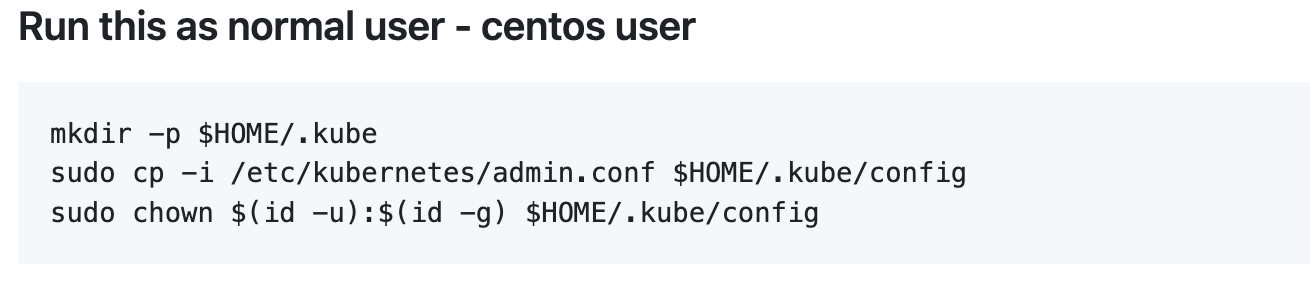 Run this as normal user - centos user
mkdir -p $HOME/.kube
sudo cp -i /etc/kubernetes/admin.conf $HOME/.kube/config
sudo chown $(id -u):$(id -g) $HOME/.kube/config